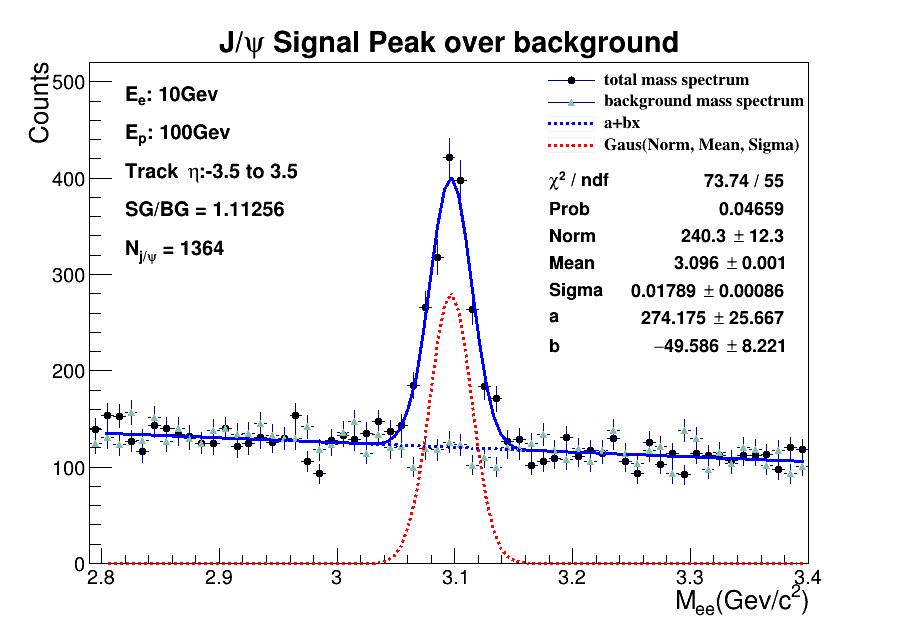 J/ψ Signal Peak over background
Counts
500
400
300
200
100
0
E_e: 10Gev
E_p: 100Gev
Track η:-3.5 to 3.5
SG/BG = 1.11256
N_j/ψ = 1364
total mass spectrum
background mass spectrum
a+bx
Gaus(Norm, Mean, Sigma)
χ² / ndf 73.74 / 55
Prob 0.04659
Norm 240.3 ± 12.3
Mean 3.096 ± 0.001
Sigma 0.01789 ± 0.00086
a 274.175 ± 25.667
b −49.586 ± 8.221
2.8 2.9 3 3.1 3.2 3.3 3.4
M_ee(Gev/c²)